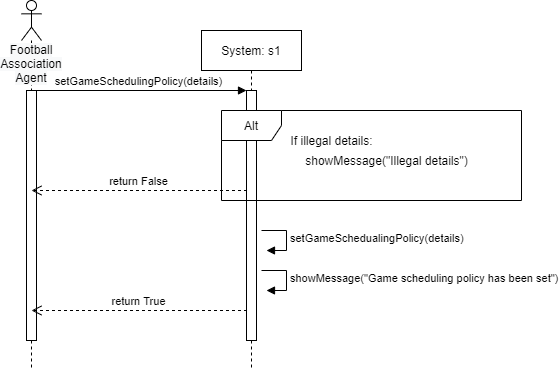 Football
Association
Agent
System: s1
setGameSchedulingPolicy(details)
Alt
If illegal details:
showMessage("Illegal details")
return False
setGameSchedualingPolicy(details)
showMessage("Game scheduling policy has been set")
return True